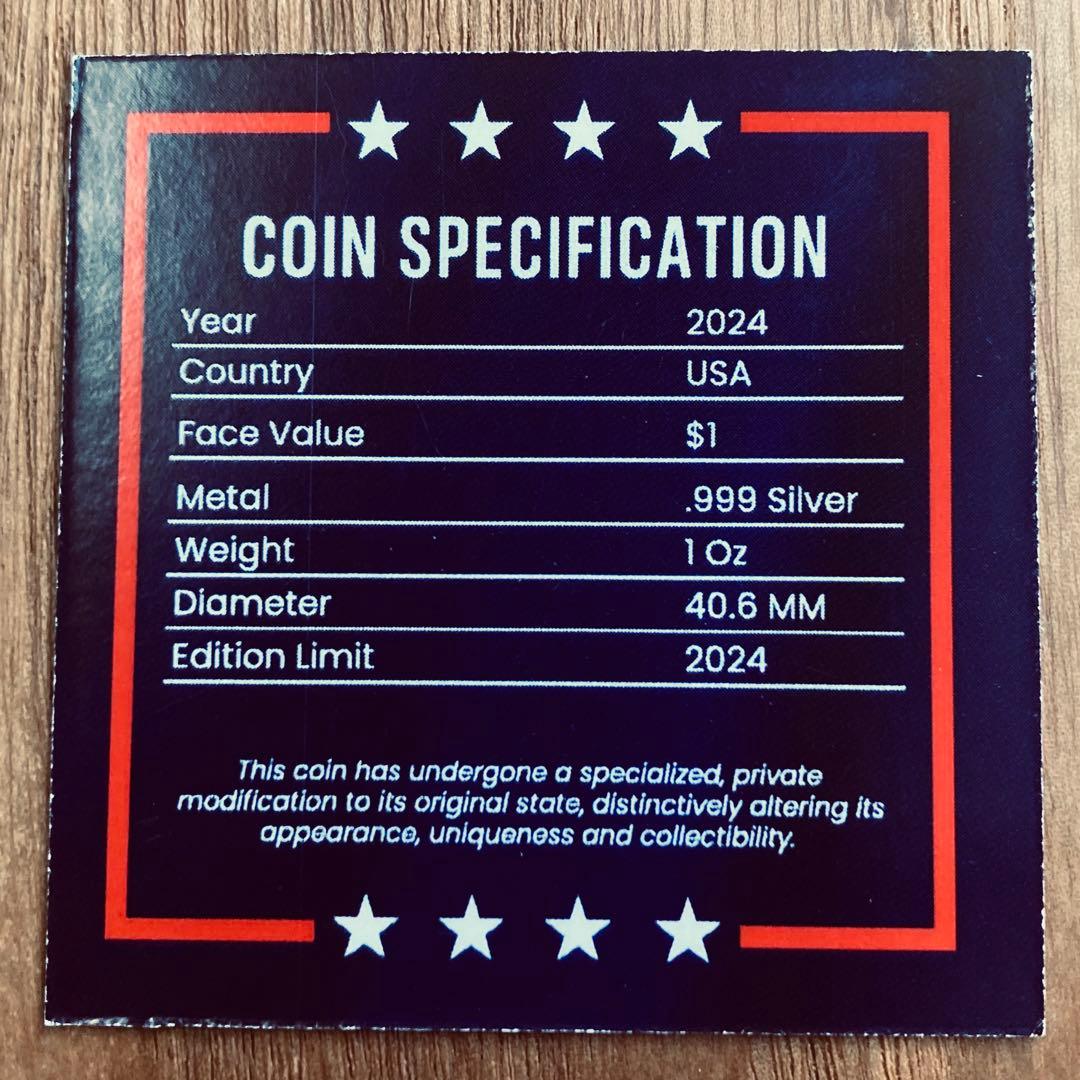 COIN SPECIFICATION
Year 2024
Country USA
Face Value $1
Metal .999 Silver
Weight 1 Oz
Diameter 40.6 MM
Edition Limit 2024
This coin has undergone a specialized, private
modification to its original state, distinctively altering its
appearance, uniqueness and collectibility.